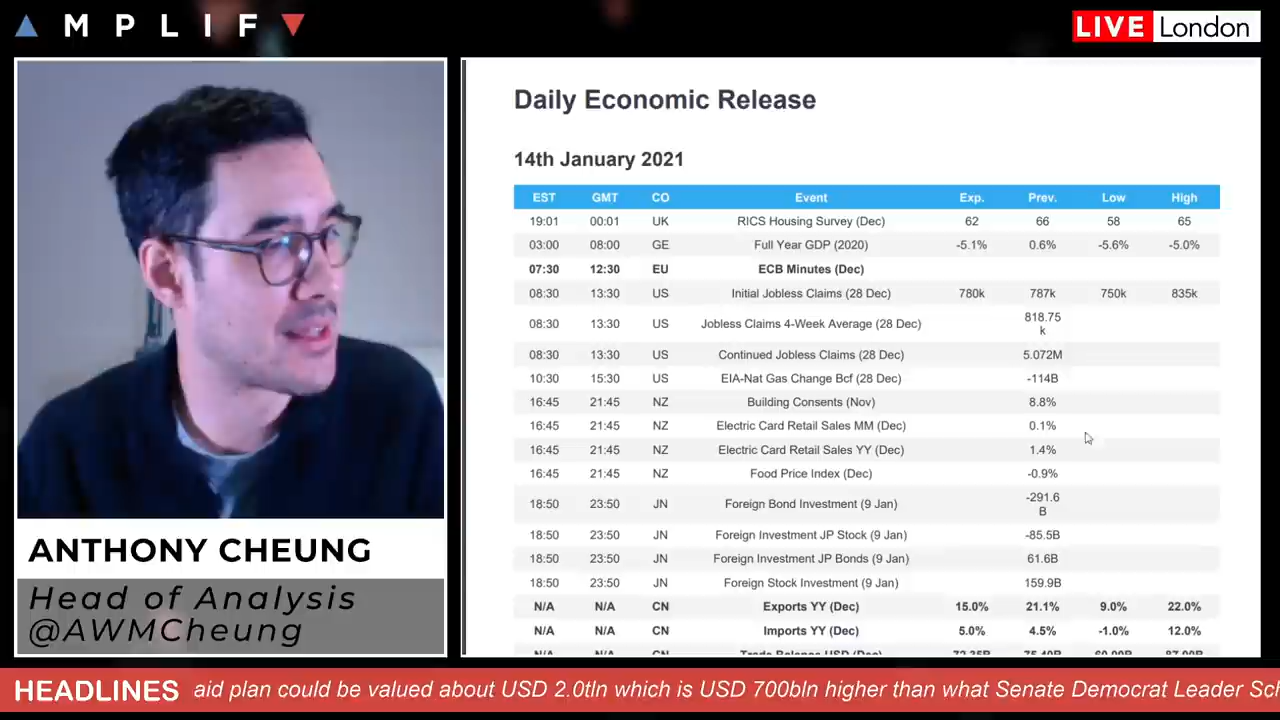 ▲ M P L I F ▼
LIVE London
Daily Economic Release
14th January 2021
EST GMT CO Event Exp. Prev. Low High
19:01 00:01 UK RICS Housing Survey (Dec) 62 66 58 65
03:00 08:00 GE Full Year GDP (2020) -5.1% 0.6% -5.6% -5.0%
07:30 12:30 EU ECB Minutes (Dec)
08:30 13:30 US Initial Jobless Claims (28 Dec) 780k 787k 750k 835k
08:30 13:30 US Jobless Claims 4-Week Average (28 Dec) 818.75
k
08:30 13:30 US Continued Jobless Claims (28 Dec) 5.072M
10:30 15:30 US EIA-Nat Gas Change Bcf (28 Dec) -114B
16:45 21:45 NZ Building Consents (Nov) 8.8%
16:45 21:45 NZ Electric Card Retail Sales MM (Dec) 0.1%
16:45 21:45 NZ Electric Card Retail Sales YY (Dec) 1.4%
16:45 21:45 NZ Food Price Index (Dec) -0.9%
18:50 23:50 JN Foreign Bond Investment (9 Jan) -291.6
B
18:50 23:50 JN Foreign Investment JP Stock (9 Jan) -85.5B
18:50 23:50 JN Foreign Investment JP Bonds (9 Jan) 61.6B
18:50 23:50 JN Foreign Stock Investment (9 Jan) 159.9B
N/A N/A CN Exports YY (Dec) 15.0% 21.1% 9.0% 22.0%
N/A N/A CN Imports YY (Dec) 5.0% 4.5% -1.0% 12.0%
N/A N/A CN Trade Balance USD (Dec)
ANTHONY CHEUNG
Head of Analysis
@AWMCheung
HEADLINES aid plan could be valued about USD 2.0tln which is USD 700bln higher than what Senate Democrat Leader Sch